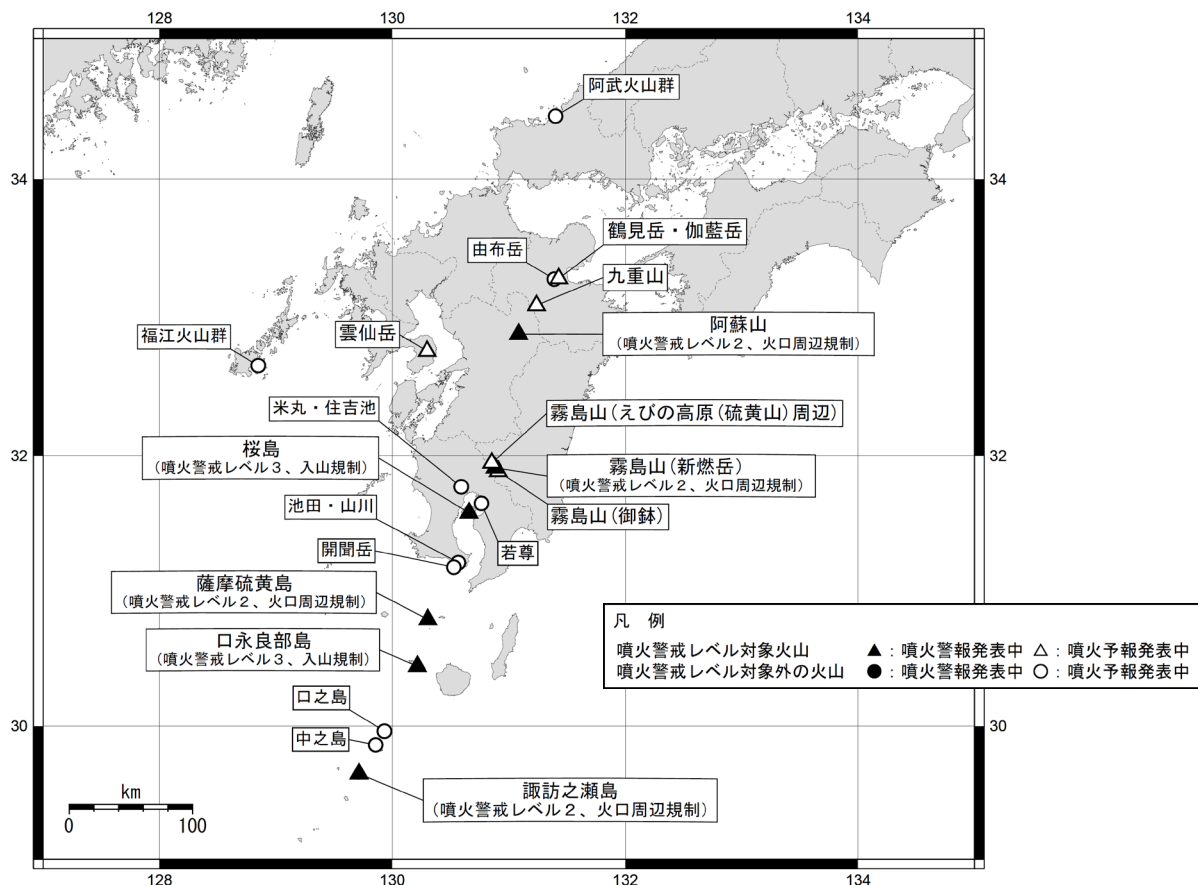 128
130
132
134
阿武火山群
34
34
鶴見岳・伽藍岳
由布岳
九重山
阿蘇山
(噴火警戒レベル2、火口周辺規制)
福江火山群
雲仙岳
米丸・住吉池
霧島山(えびの高原(硫黄山)周辺)
桜島
(噴火警戒レベル3、入山規制)
32
32
霧島山(新燃岳)
(噴火警戒レベル2、火口周辺規制)
池田・山川
霧島山(御鉢)
開聞岳
若尊
薩摩硫黄島
(噴火警戒レベル2、火口周辺規制)
口永良部島
(噴火警戒レベル3、入山規制)
凡 例
噴火警戒レベル対象火山 ▲:噴火警報発表中 △:噴火予報発表中
噴火警戒レベル対象外の火山 ●:噴火警報発表中 ○:噴火予報発表中
口之島
30
30
中之島
諏訪之瀬島
(噴火警戒レベル2、火口周辺規制)
km
0 100
128
130
132
134